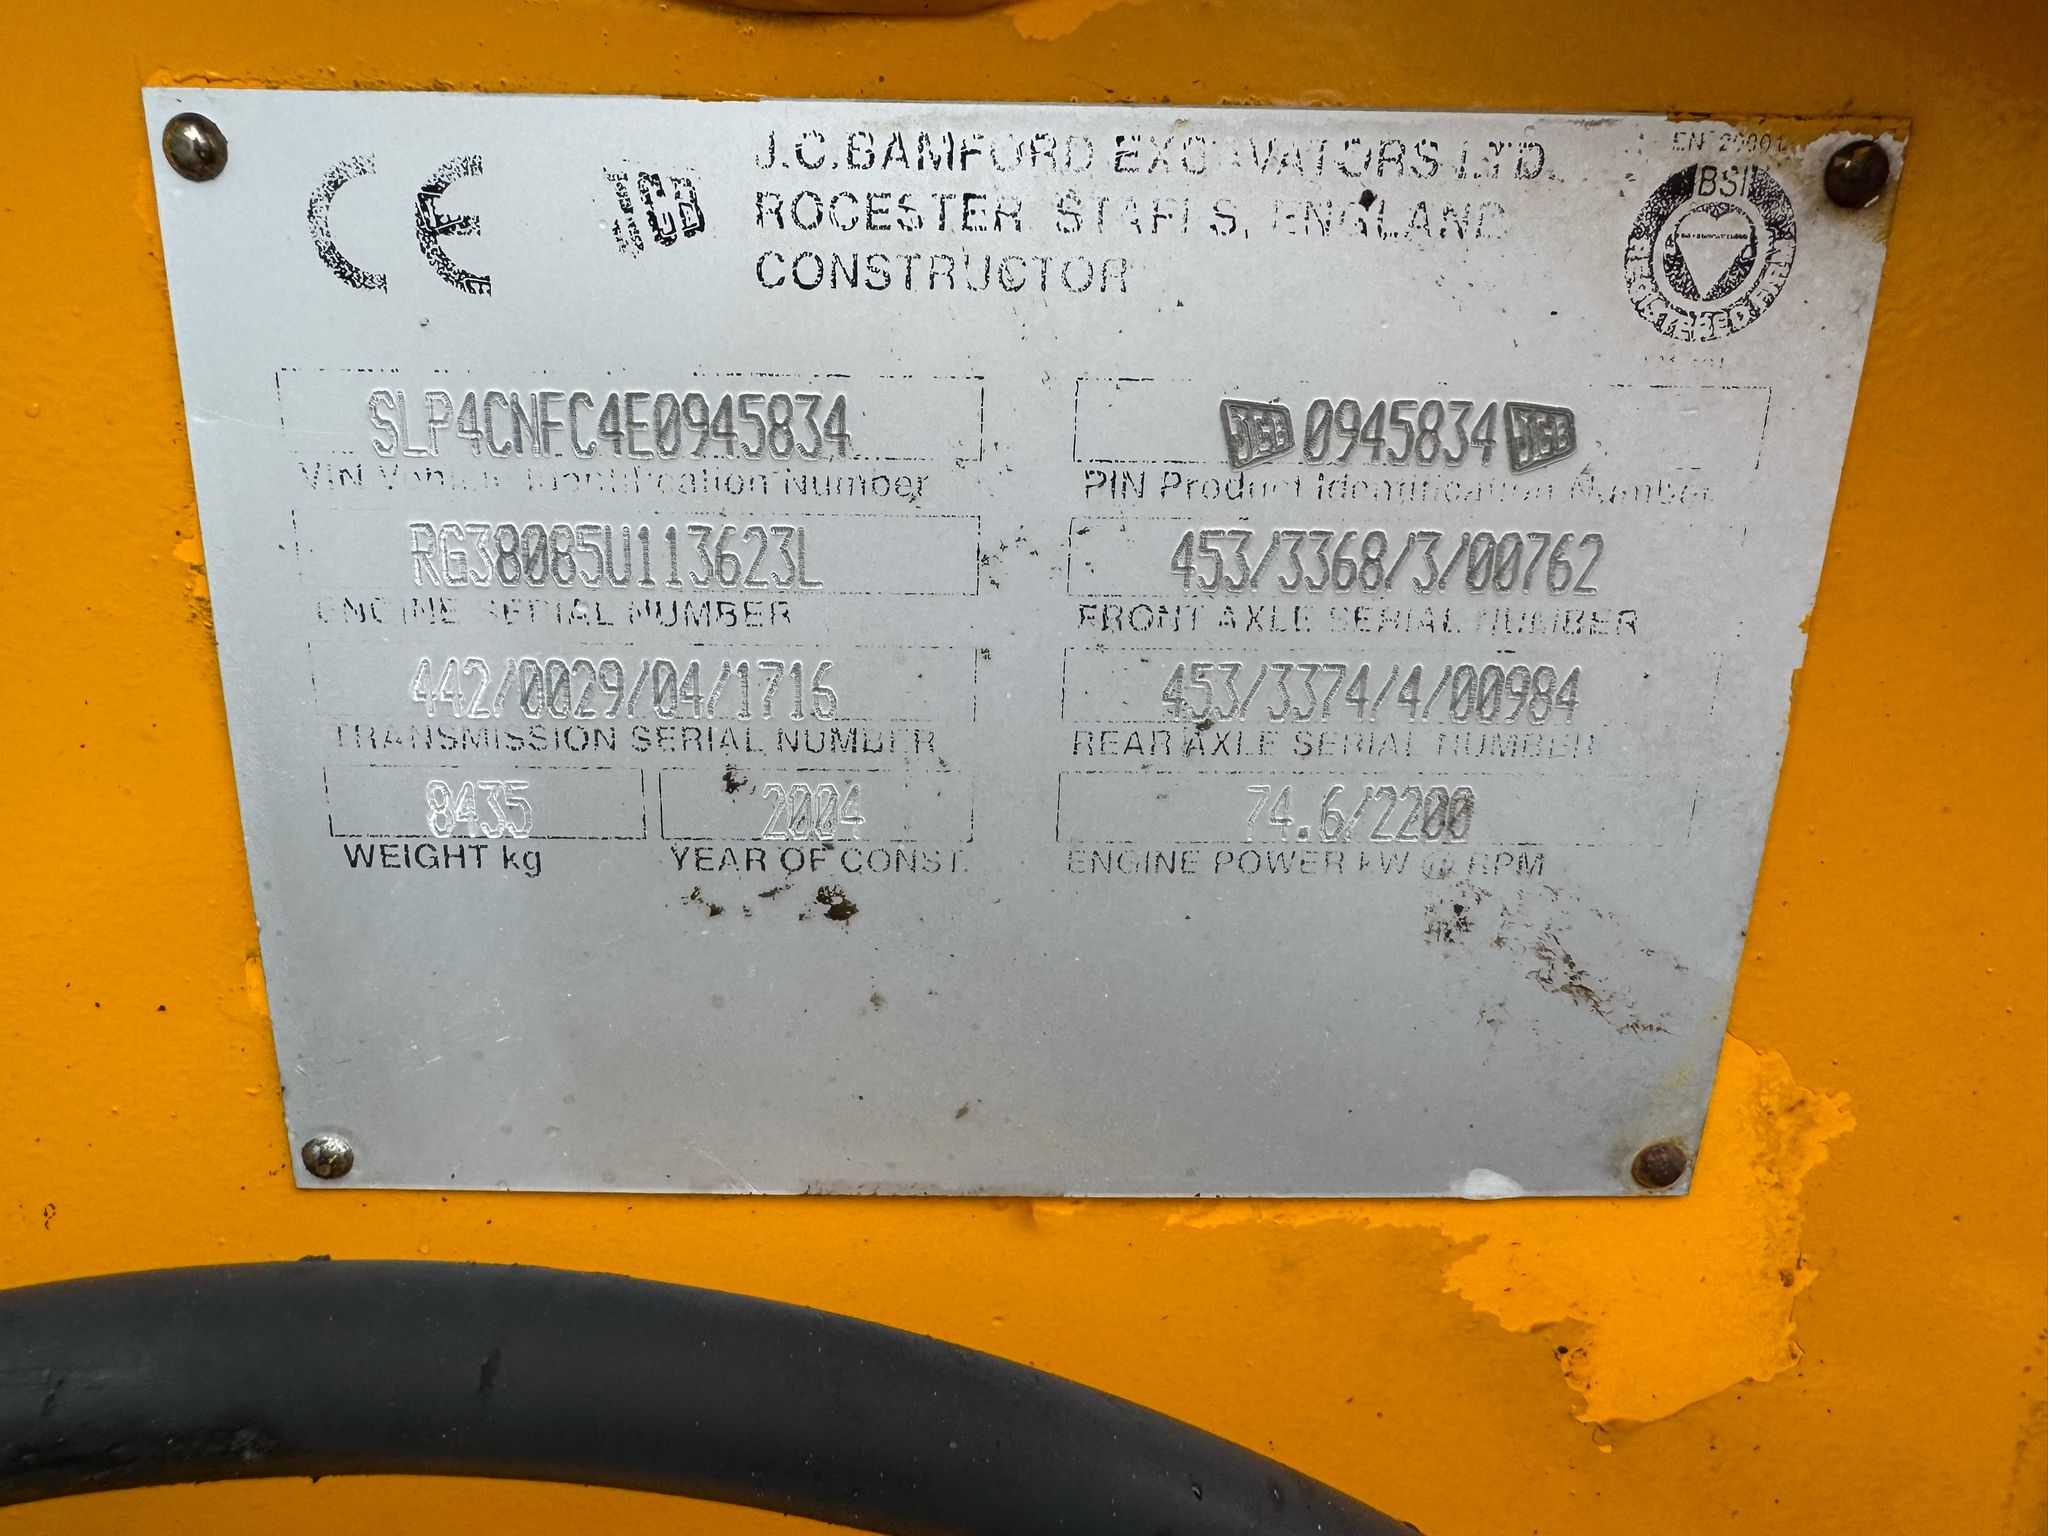 CE JCB J.C.BAMFORD EXCAVATORS LTD.
ROCESTER, STAFFS, ENGLAND
CONSTRUCTOR
BSI
SLP4CNFC4E0945834
VIN Vehicle Identification Number
JCB 0945834 JCB
PIN Product Identification Number
RG38085U113623L
ENGINE SERIAL NUMBER
453/3368/3/00762
FRONT AXLE SERIAL NUMBER
442/0029/04/1716
TRANSMISSION SERIAL NUMBER
453/3374/4/00984
REAR AXLE SERIAL NUMBER
8435
WEIGHT kg
2004
YEAR OF CONST.
74.6/2200
ENGINE POWER kW @ RPM